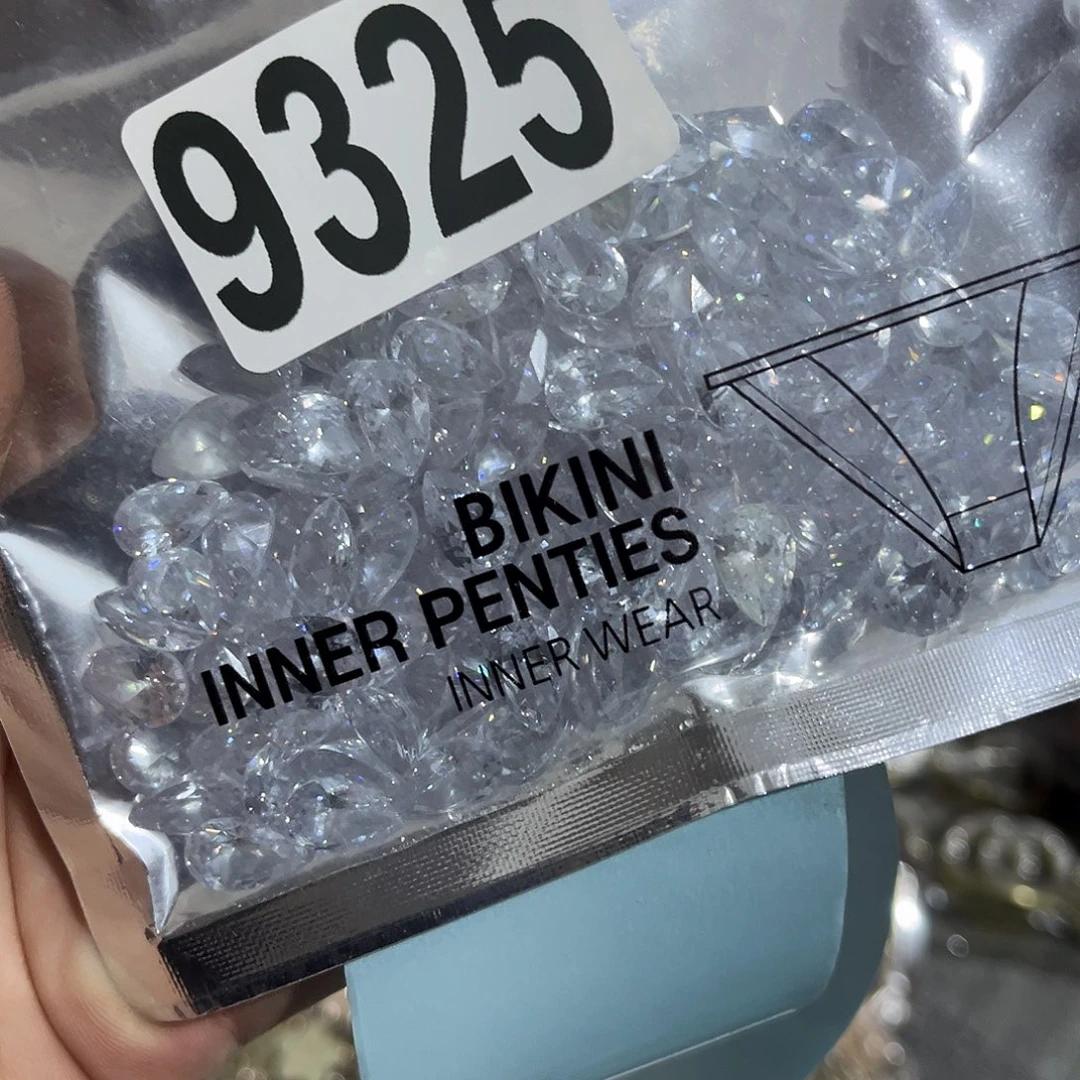 9325
BIKINI
INNER PENTIES
INNER WEAR